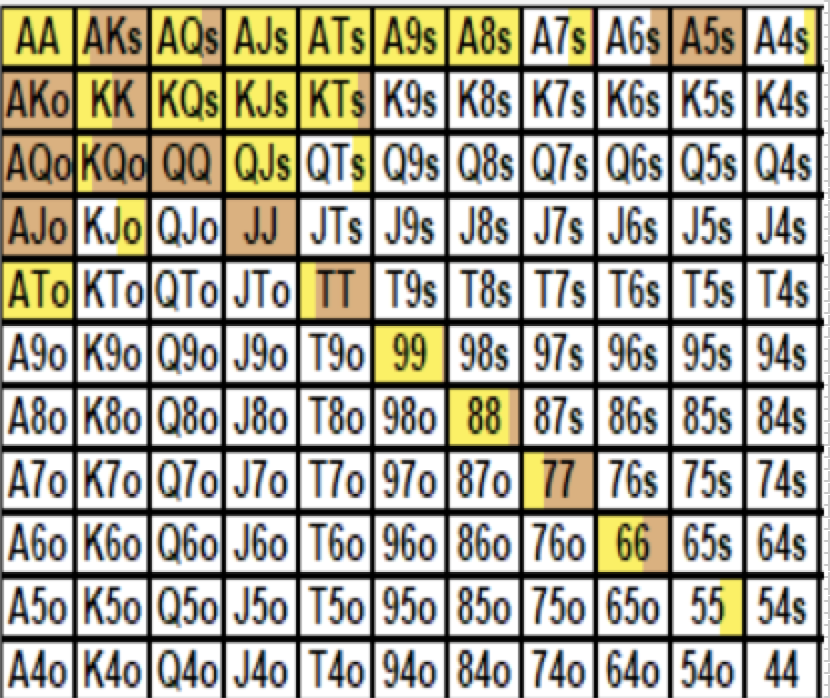 AA AKs AQs AJs ATs A9s A8s A7s A6s A5s A4s
AKo KK KQs KJs KTs K9s K8s K7s K6s K5s K4s
AQo KQo QQ QJs QTs Q9s Q8s Q7s Q6s Q5s Q4s
AJo KJo QJo JJ JTs J9s J8s J7s J6s J5s J4s
ATo KTo QTo JTo TT T9s T8s T7s T6s T5s T4s
A9o K9o Q9o J9o T9o 99 98s 97s 96s 95s 94s
A8o K8o Q8o J8o T8o 98o 88 87s 86s 85s 84s
A7o K7o Q7o J7o T7o 97o 87o 77 76s 75s 74s
A6o K6o Q6o J6o T6o 96o 86o 76o 66 65s 64s
A5o K5o Q5o J5o T5o 95o 85o 75o 65o 55 54s
A4o K4o Q4o J4o T4o 94o 84o 74o 64o 54o 44